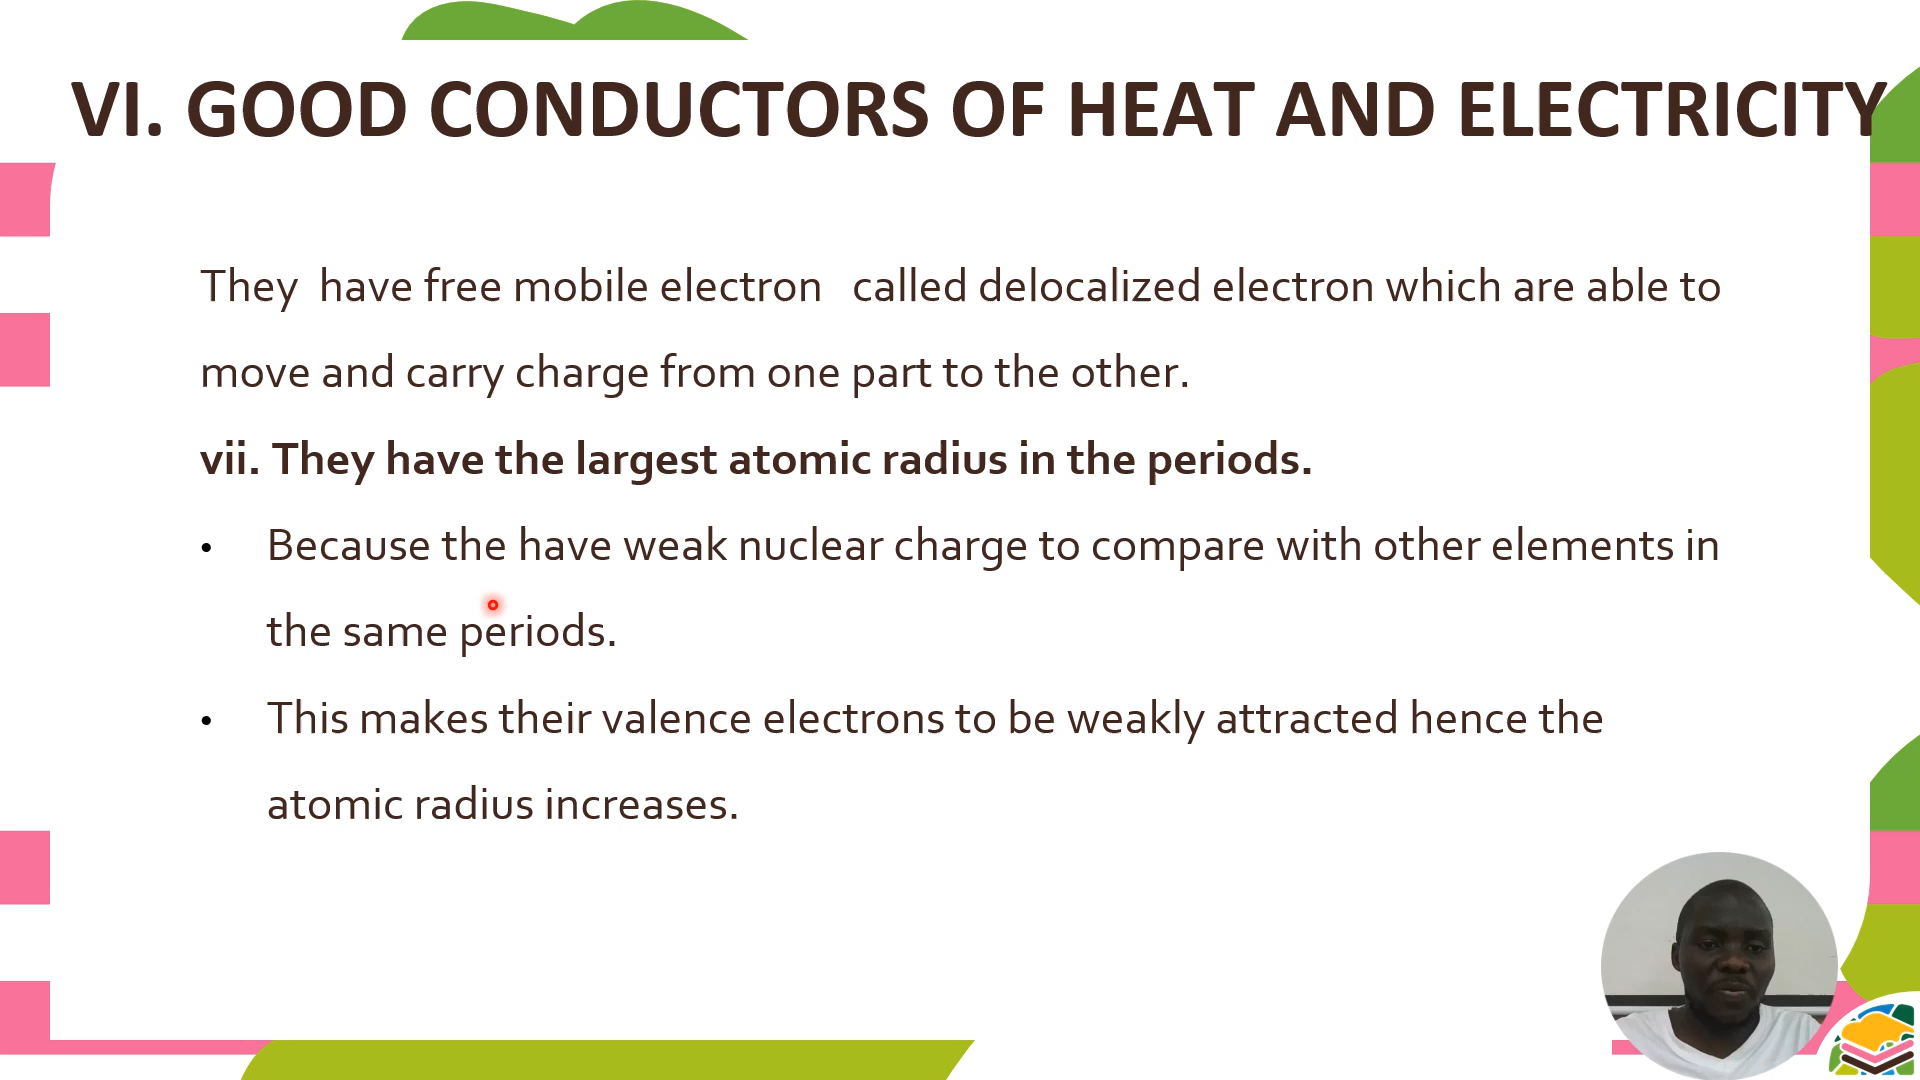 VI. GOOD CONDUCTORS OF HEAT AND ELECTRICITY
They have free mobile electron called delocalized electron which are able to
move and carry charge from one part to the other.
vii. They have the largest atomic radius in the periods.
• Because the have weak nuclear charge to compare with other elements in
the same periods.
• This makes their valence electrons to be weakly attracted hence the
atomic radius increases.